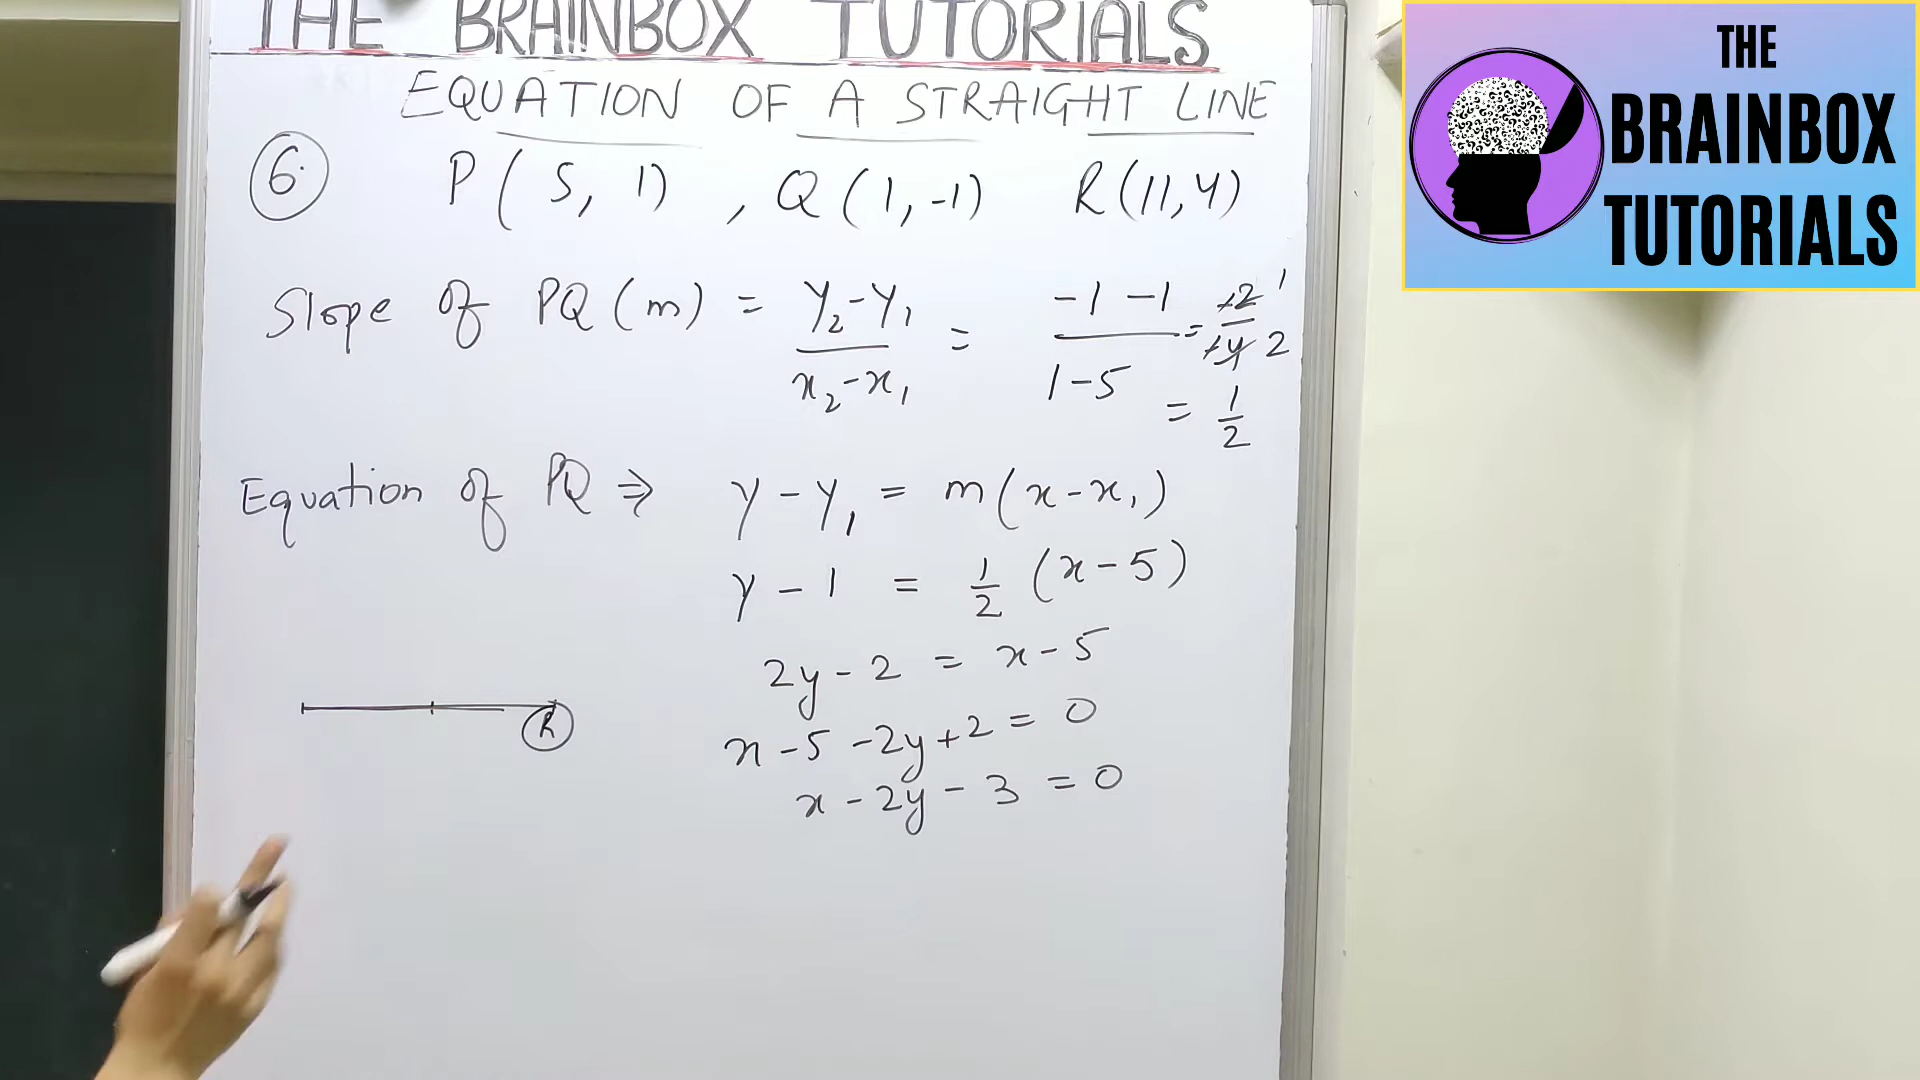 THE BRAINBOX TUTORIALS
EQUATION OF A STRAIGHT LINE
6. P(5, 1), Q(1,-1) R(11,4)
Slope of PQ(m) = y₂-y₁/x₂-x₁ = -1-1/1-5 = -2/-4 1/2
= 1/2
Equation of PQ ⇒ y-y₁ = m(x-x₁)
y-1 = 1/2 (x-5)
2y-2 = x-5
R
x-5-2y+2=0
x-2y-3=0
THE
BRAINBOX
TUTORIALS